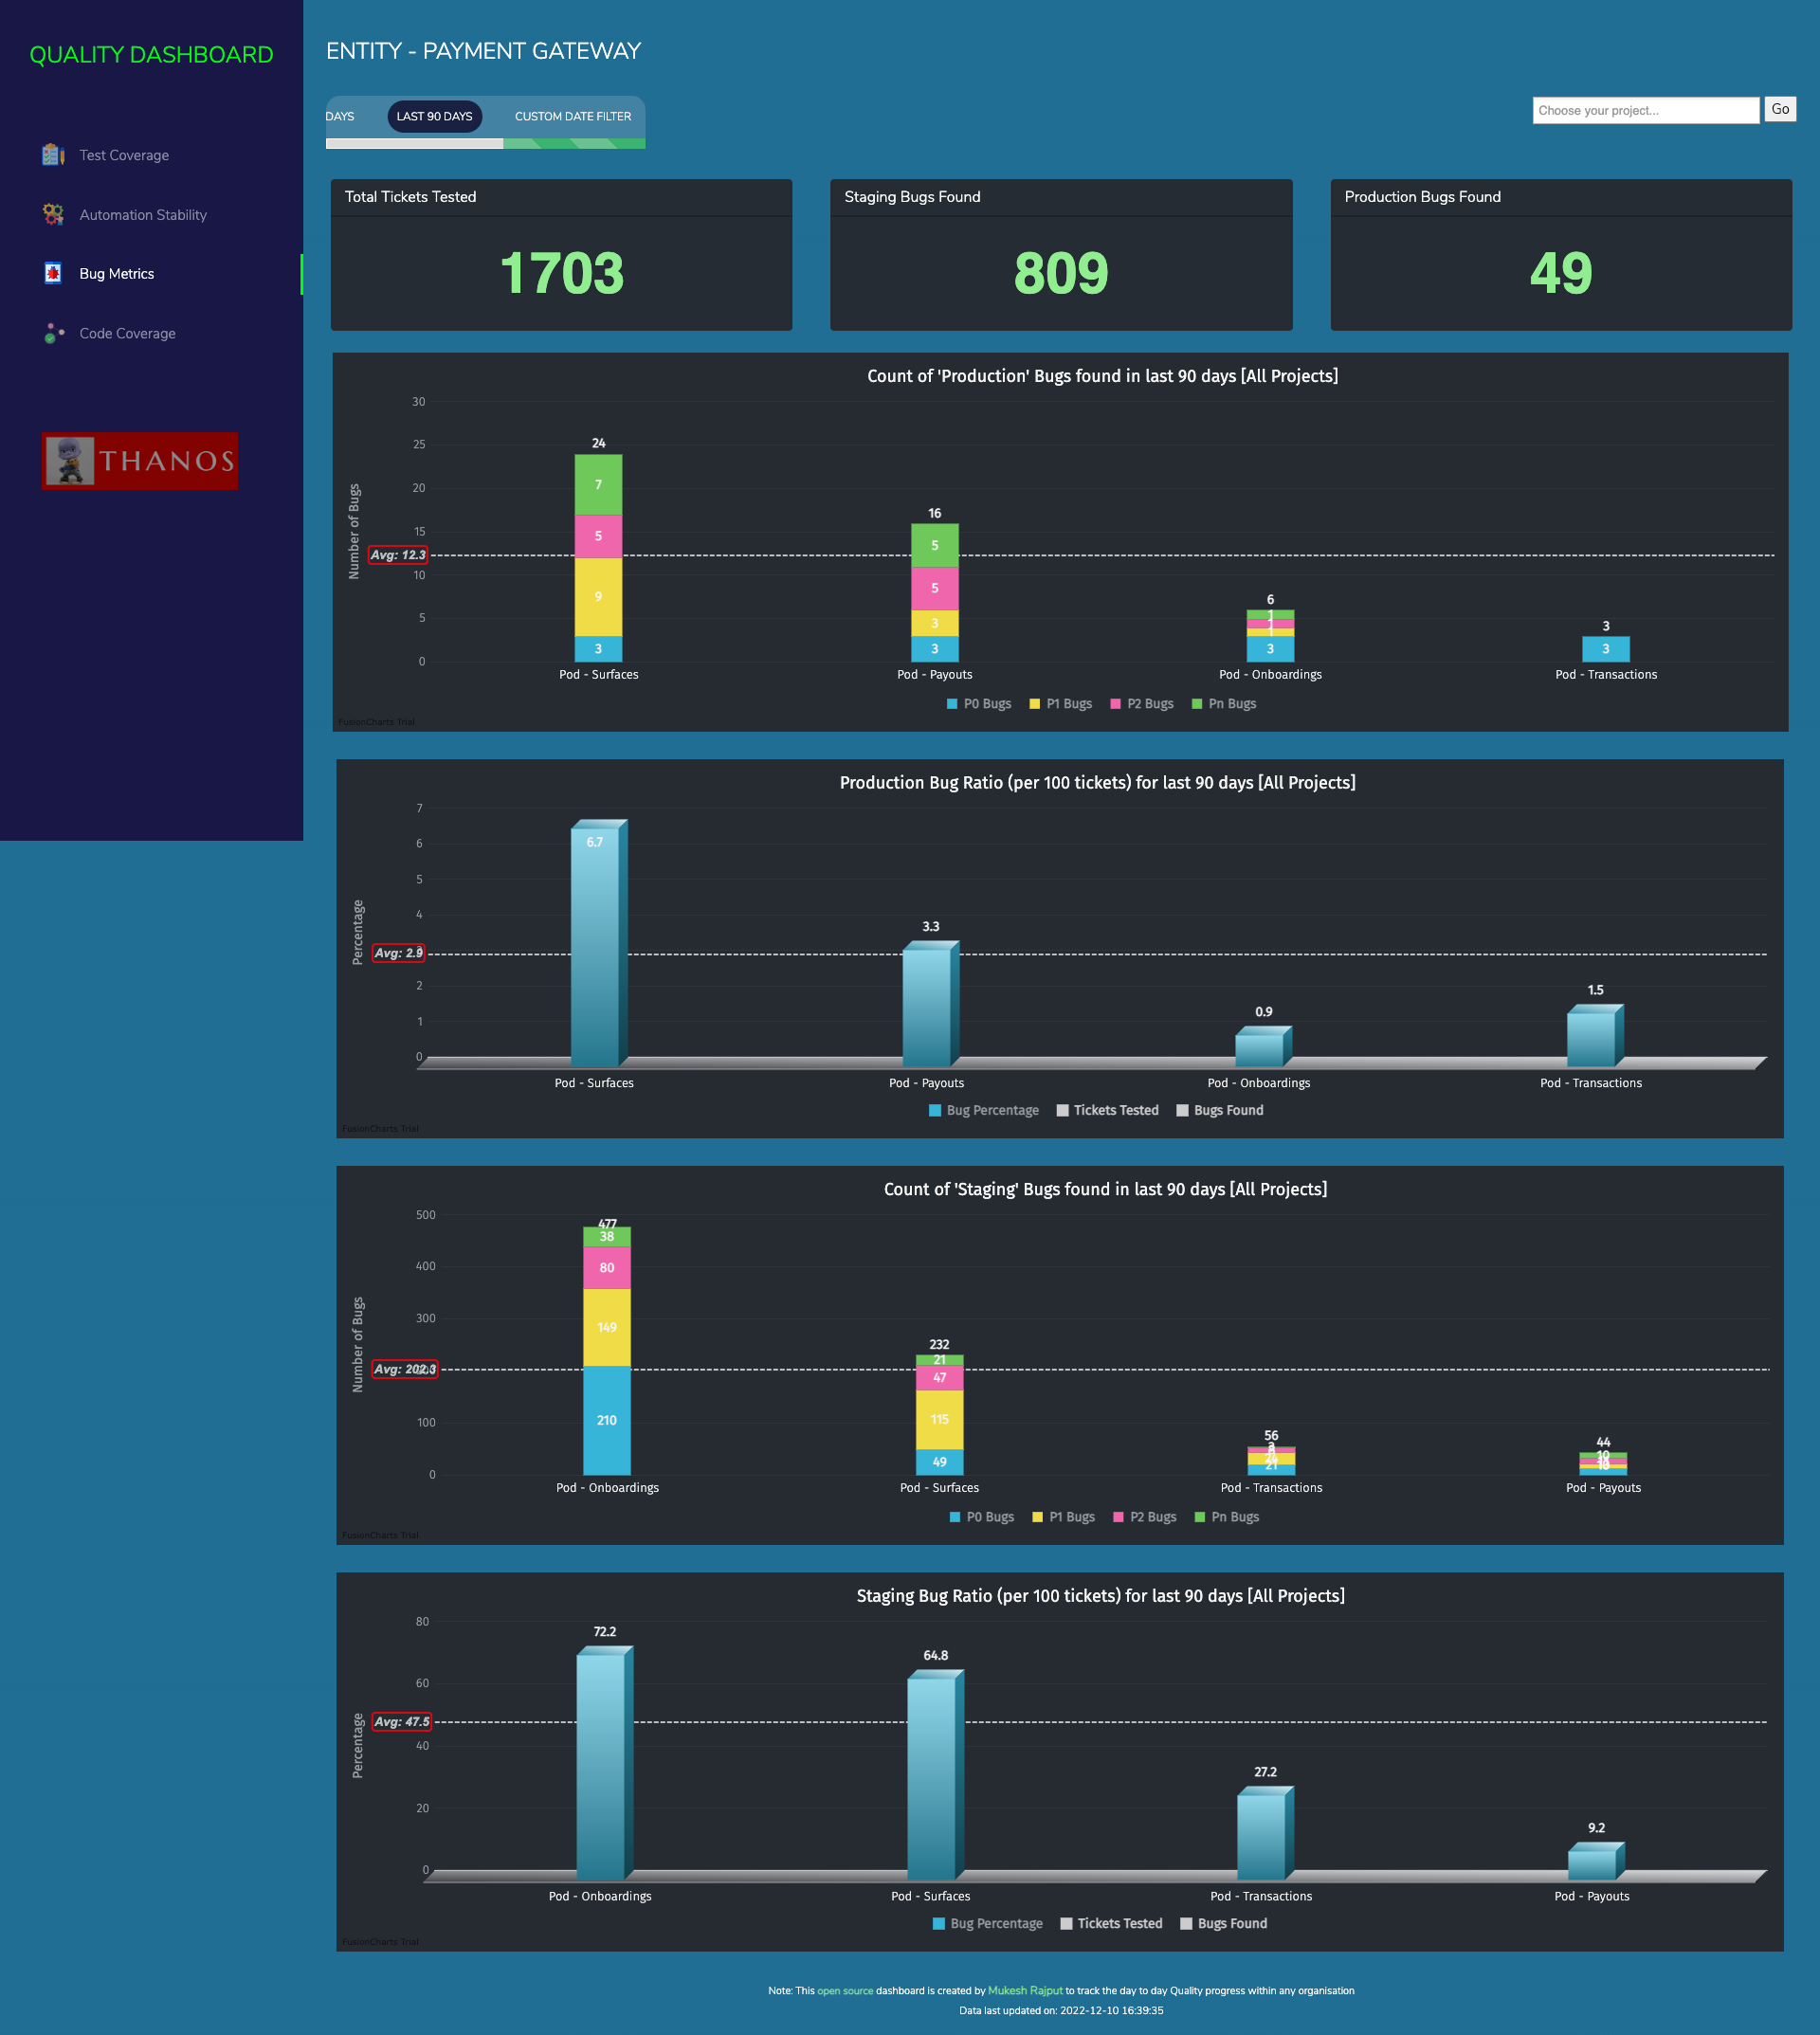 QUALITY DASHBOARD
Test Coverage
Automation Stability
Bug Metrics
Code Coverage
THANOS
ENTITY - PAYMENT GATEWAY
DAYS LAST 90 DAYS CUSTOM DATE FILTER
Choose your project... Go
Total Tickets Tested
1703
Staging Bugs Found
809
Production Bugs Found
49
Count of 'Production' Bugs found in last 90 days [All Projects]
Number of Bugs
30
25
20
15
10
5
0
Avg: 12.3
24
7
5
9
3
16
5
5
3
3
6
1
1
1
3
3
3
Pod - Surfaces Pod - Payouts Pod - Onboardings Pod - Transactions
P0 Bugs P1 Bugs P2 Bugs Pn Bugs
FusionCharts Trial
Production Bug Ratio (per 100 tickets) for last 90 days [All Projects]
Percentage
7
6
5
4
2
1
0
Avg: 2.9
6.7
3.3
0.9
1.5
Pod - Surfaces Pod - Payouts Pod - Onboardings Pod - Transactions
Bug Percentage Tickets Tested Bugs Found
FusionCharts Trial
Count of 'Staging' Bugs found in last 90 days [All Projects]
Number of Bugs
500
400
300
100
0
Avg: 202.3
477
38
80
149
210
232
21
47
115
49
56
21
44
10
Pod - Onboardings Pod - Surfaces Pod - Transactions Pod - Payouts
P0 Bugs P1 Bugs P2 Bugs Pn Bugs
FusionCharts Trial
Staging Bug Ratio (per 100 tickets) for last 90 days [All Projects]
Percentage
80
60
40
20
0
Avg: 47.5
72.2
64.8
27.2
9.2
Pod - Onboardings Pod - Surfaces Pod - Transactions Pod - Payouts
Bug Percentage Tickets Tested Bugs Found
FusionCharts Trial
Note: This open source dashboard is created by Mukesh Rajput to track the day to day Quality progress within any organisation
Data last updated on: 2022-12-10 16:39:35